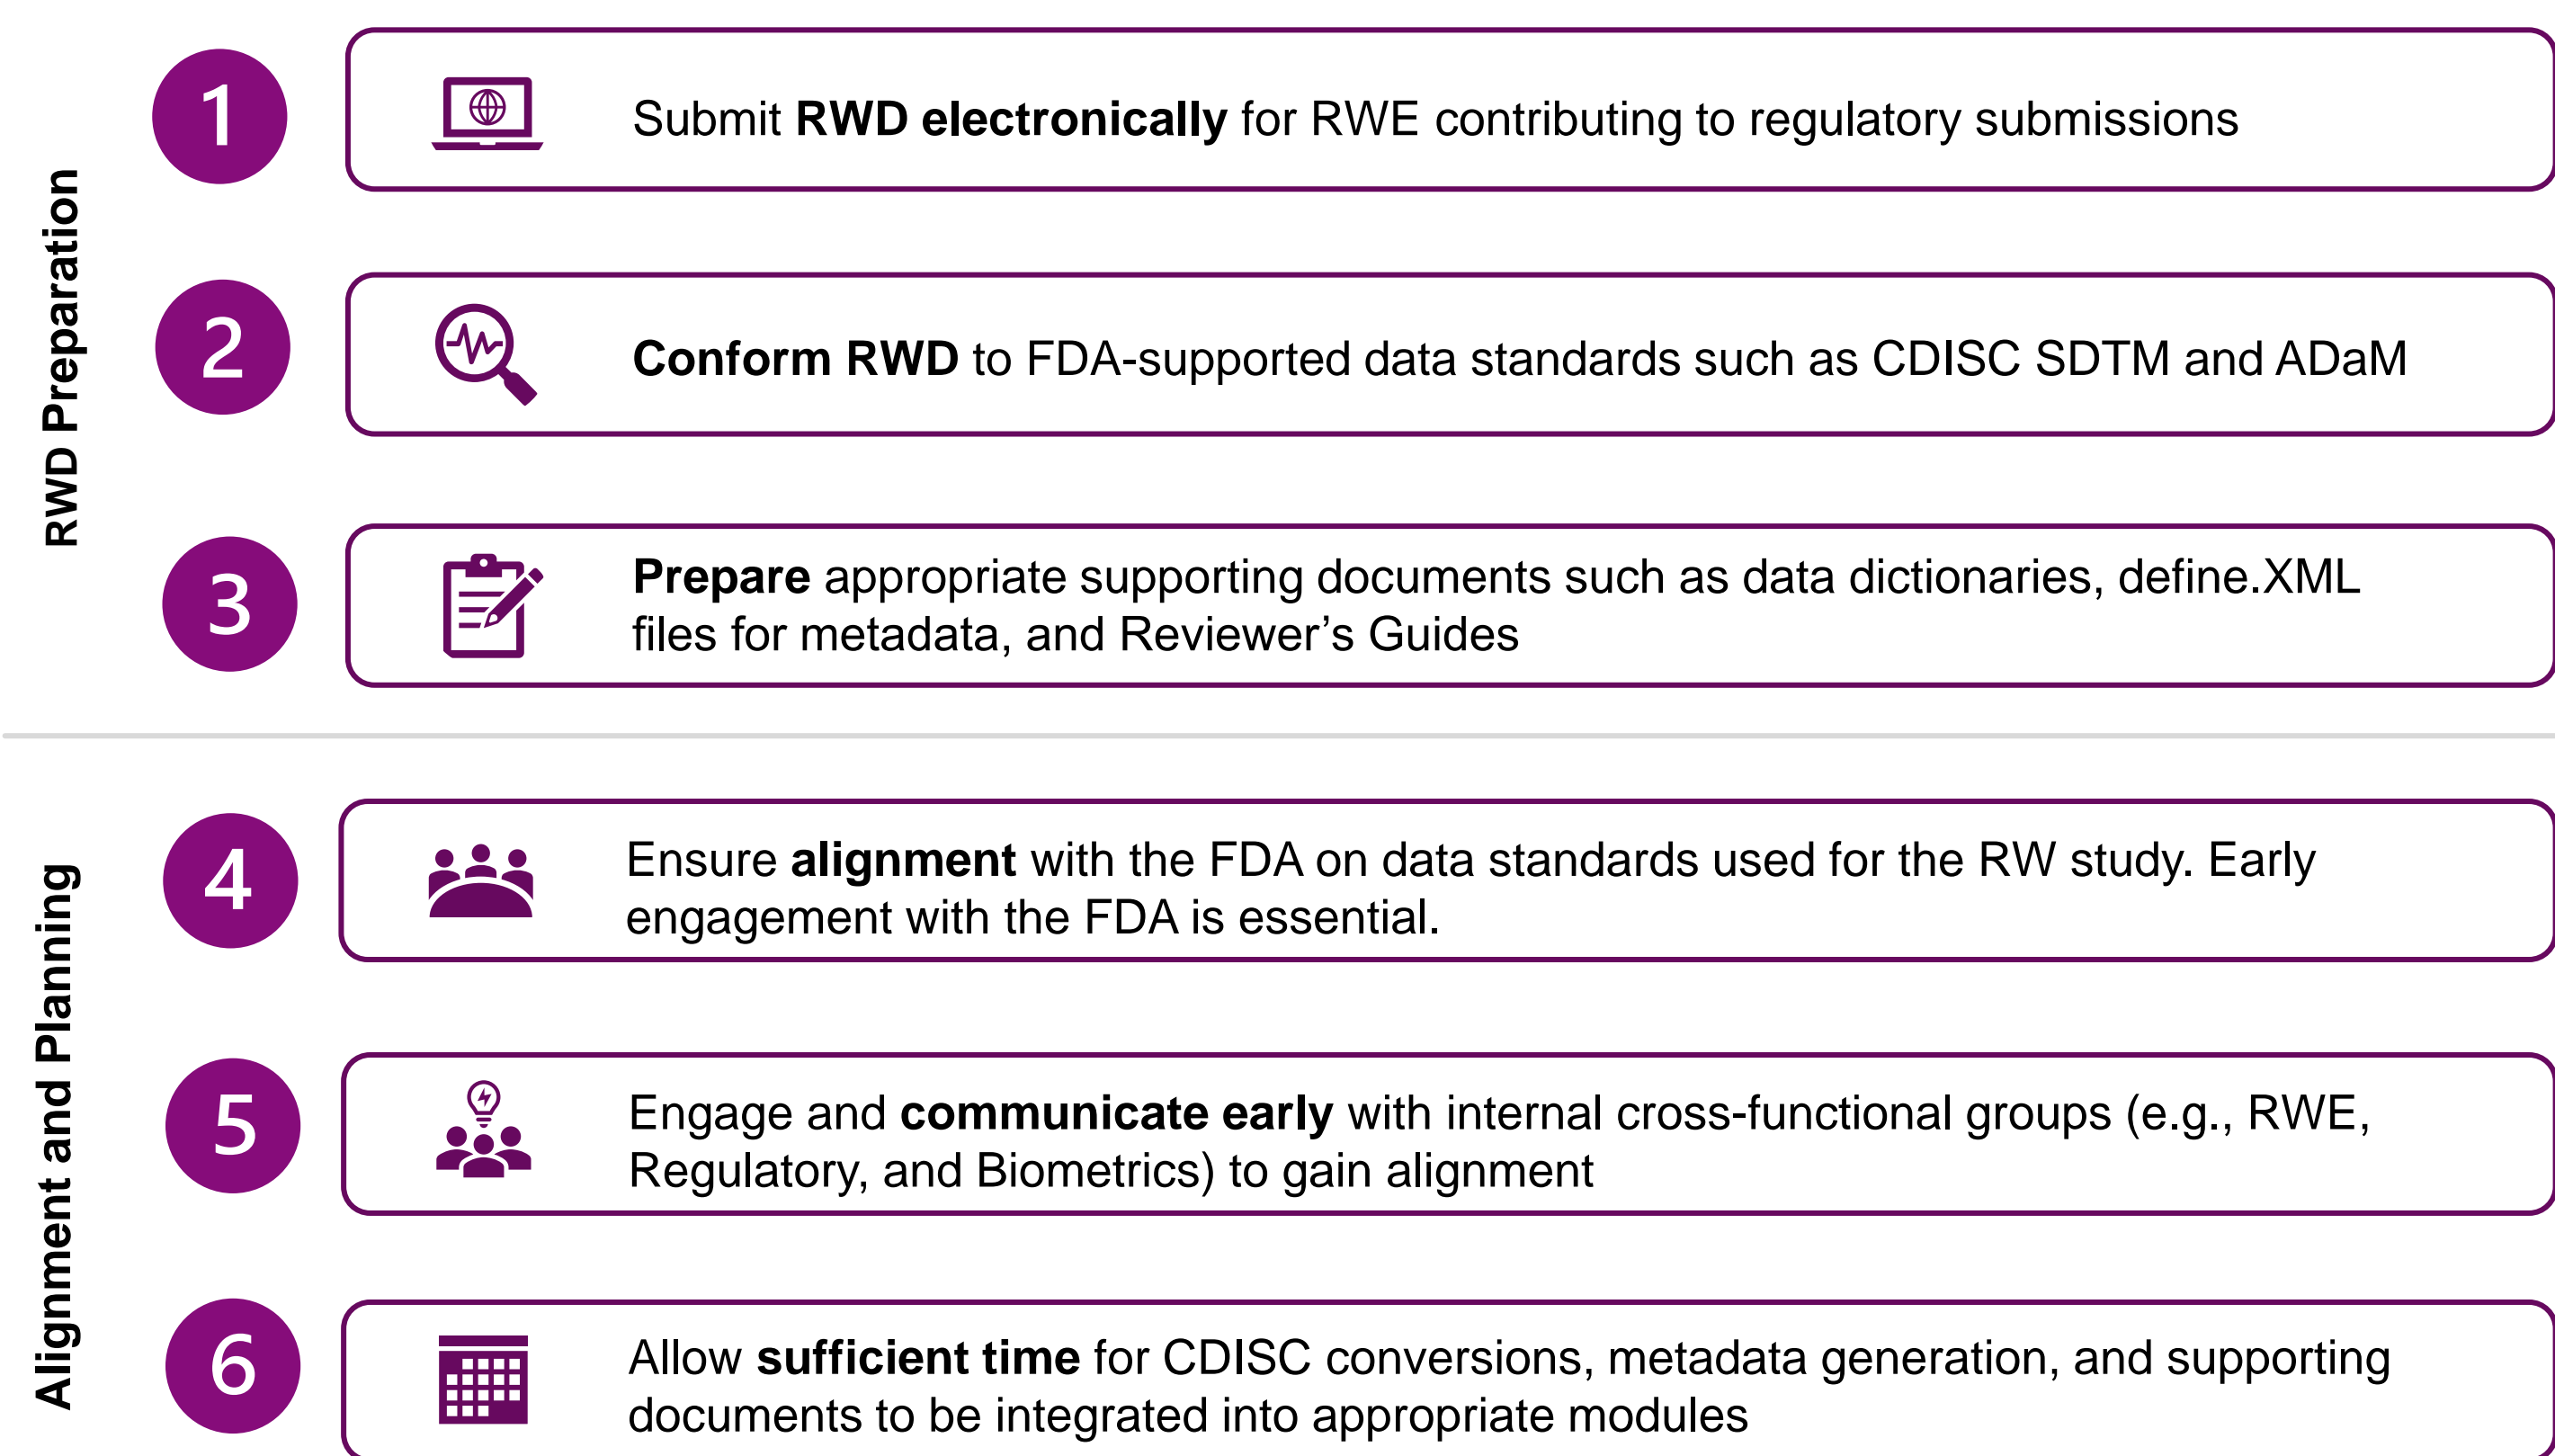 RWD Preparation
1
Submit RWD electronically for RWE contributing to regulatory submissions
2
Conform RWD to FDA-supported data standards such as CDISC SDTM and ADaM
3
Prepare appropriate supporting documents such as data dictionaries, define.XML
files for metadata, and Reviewer’s Guides
Alignment and Planning
4
Ensure alignment with the FDA on data standards used for the RW study. Early
engagement with the FDA is essential.
5
Engage and communicate early with internal cross-functional groups (e.g., RWE,
Regulatory, and Biometrics) to gain alignment
6
Allow sufficient time for CDISC conversions, metadata generation, and supporting
documents to be integrated into appropriate modules